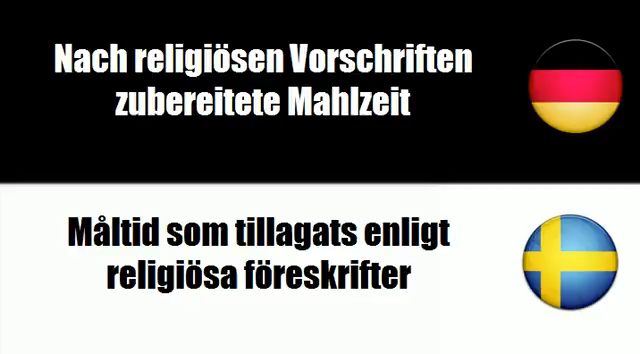 Nach religiösen Vorschriften
zubereitete Mahlzeit
Måltid som tillagats enligt
religiösa föreskrifter